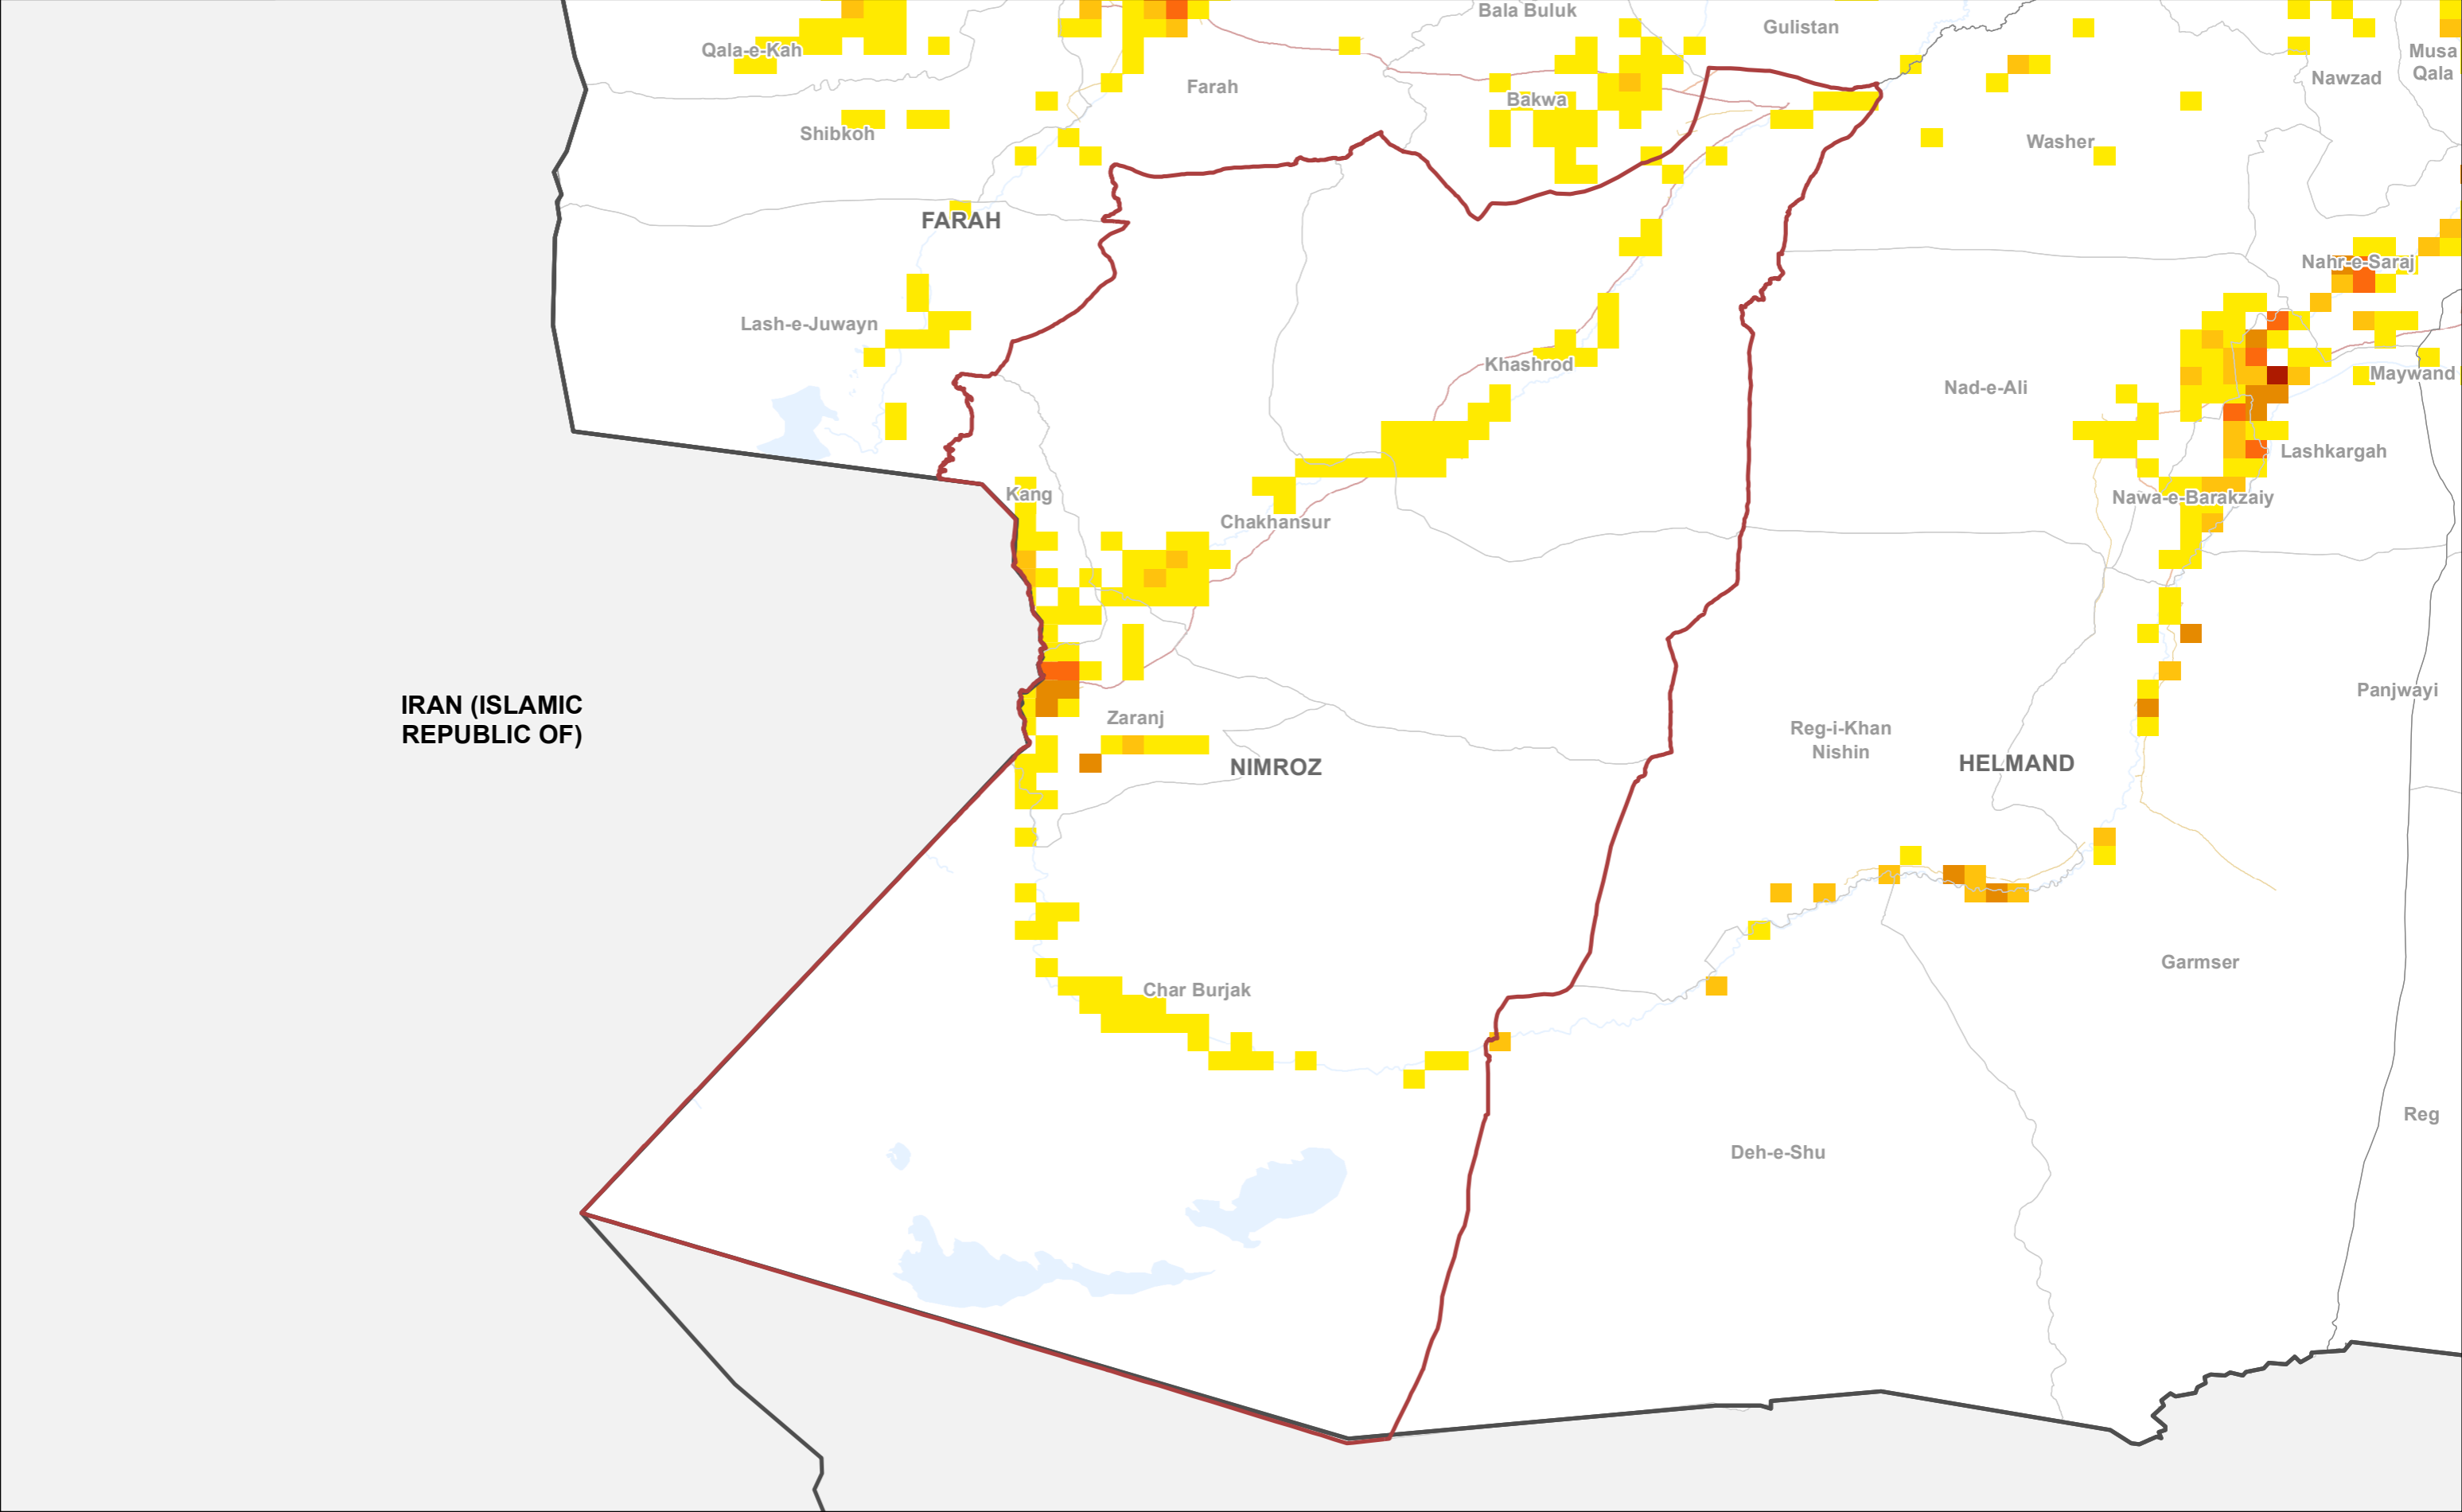 Bala Buluk
Gulistan
Qala-e-Kah
Musa
Qala
Nawzad
Farah
Bakwa
Shibkoh
Washer
FARAH
Nahr-e-Saraj
Lash-e-Juwayn
Khashrod
Nad-e-Ali
Maywand
Lashkargah
Kang
Nawa-e-Barakzaiy
Chakhansur
Panjwayi
IRAN (ISLAMIC
REPUBLIC OF)
Zaranj
Reg-i-Khan
Nishin
NIMROZ
HELMAND
Garmser
Char Burjak
Reg
Deh-e-Shu